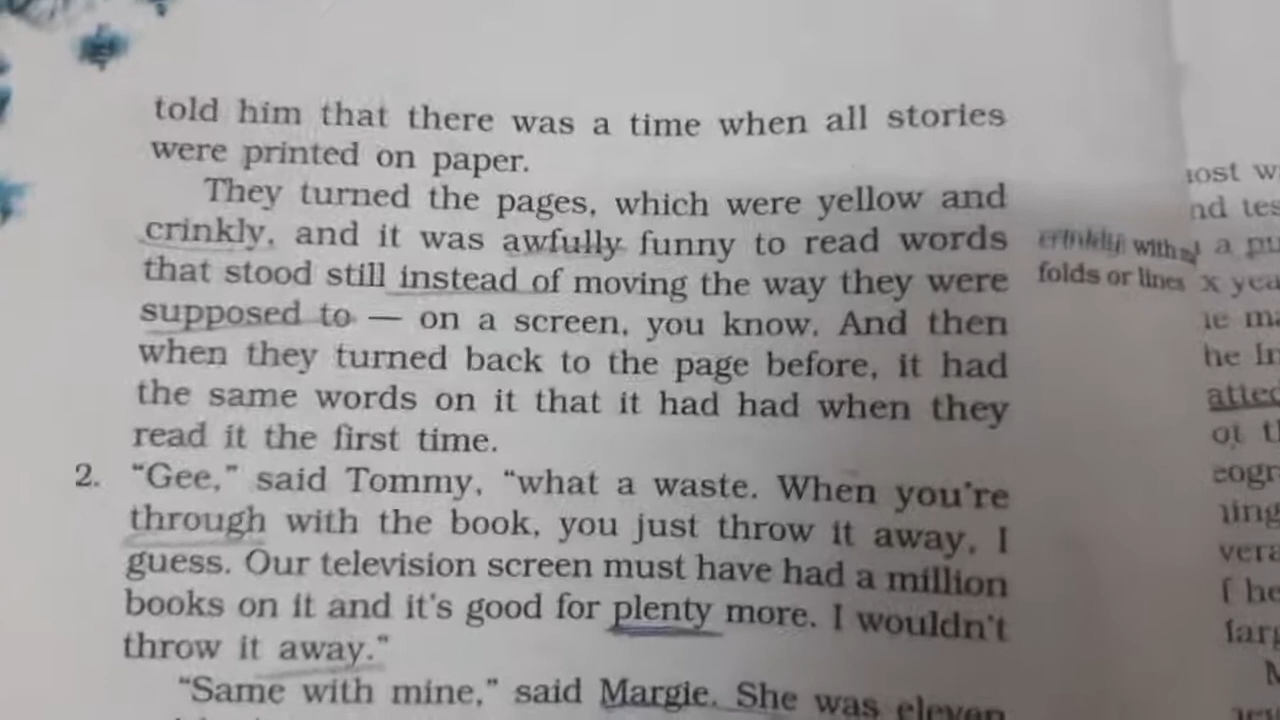 told him that there was a time when all stories
were printed on paper.
They turned the pages, which were yellow and
crinkly, and it was awfully funny to read words
that stood still instead of moving the way they were
supposed to — on a screen, you know. And then
when they turned back to the page before, it had
the same words on it that it had had when they
read it the first time.
2. “Gee,” said Tommy, “what a waste. When you're
through with the book, you just throw it away, I
guess. Our television screen must have had a million
books on it and it's good for plenty more. I wouldn't
throw it away.”
“Same with mine,” said Margie. She was eleven
crinkly: with
folds or lines